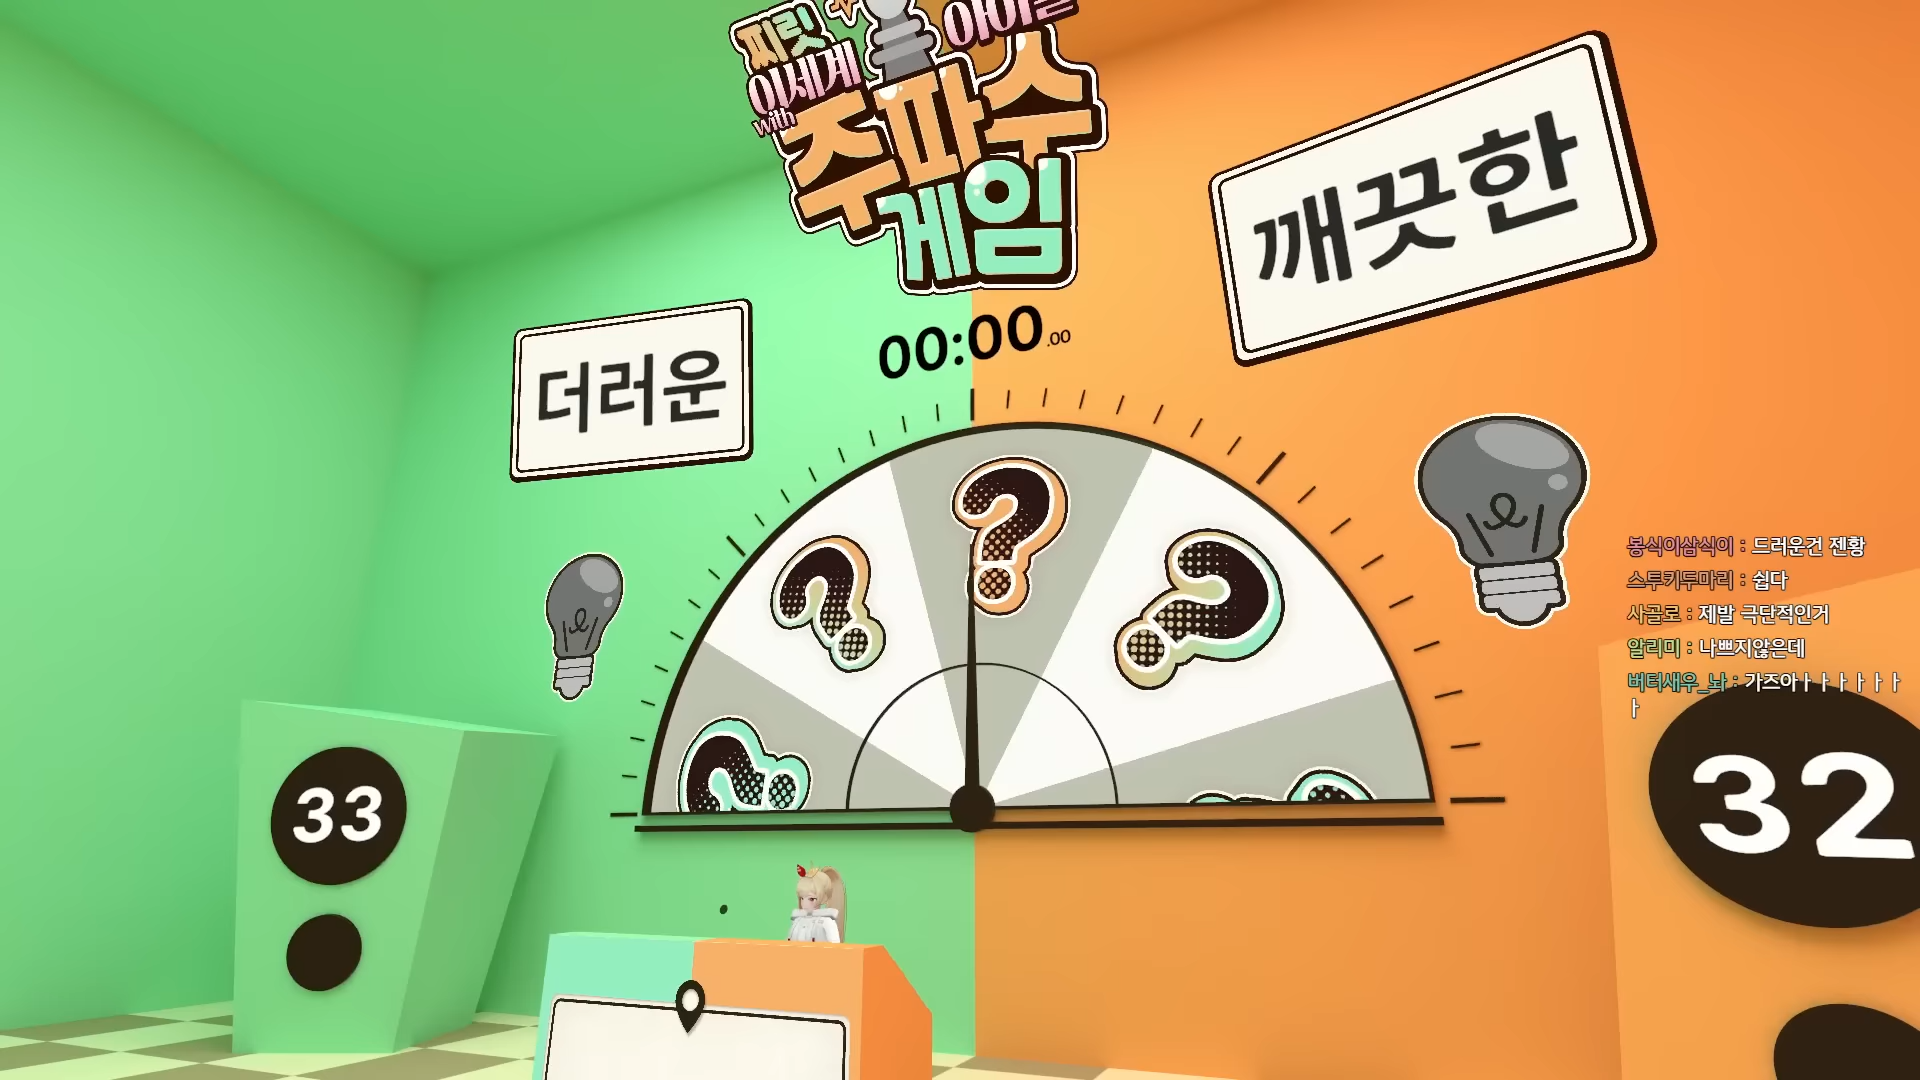 찌릿
이세계
아이돌
with
주파수
게임
깨끗한
더러운
00:00.00
봉식이삼식이 : 드러운건 젠황
스투키두마리 : 쉽다
사골로 : 제발 극단적인거
알리미 : 나쁘지않은데
버터새우_놔 : 가즈아ㅏㅏㅏㅏㅏㅏ
ㅏ
33
32